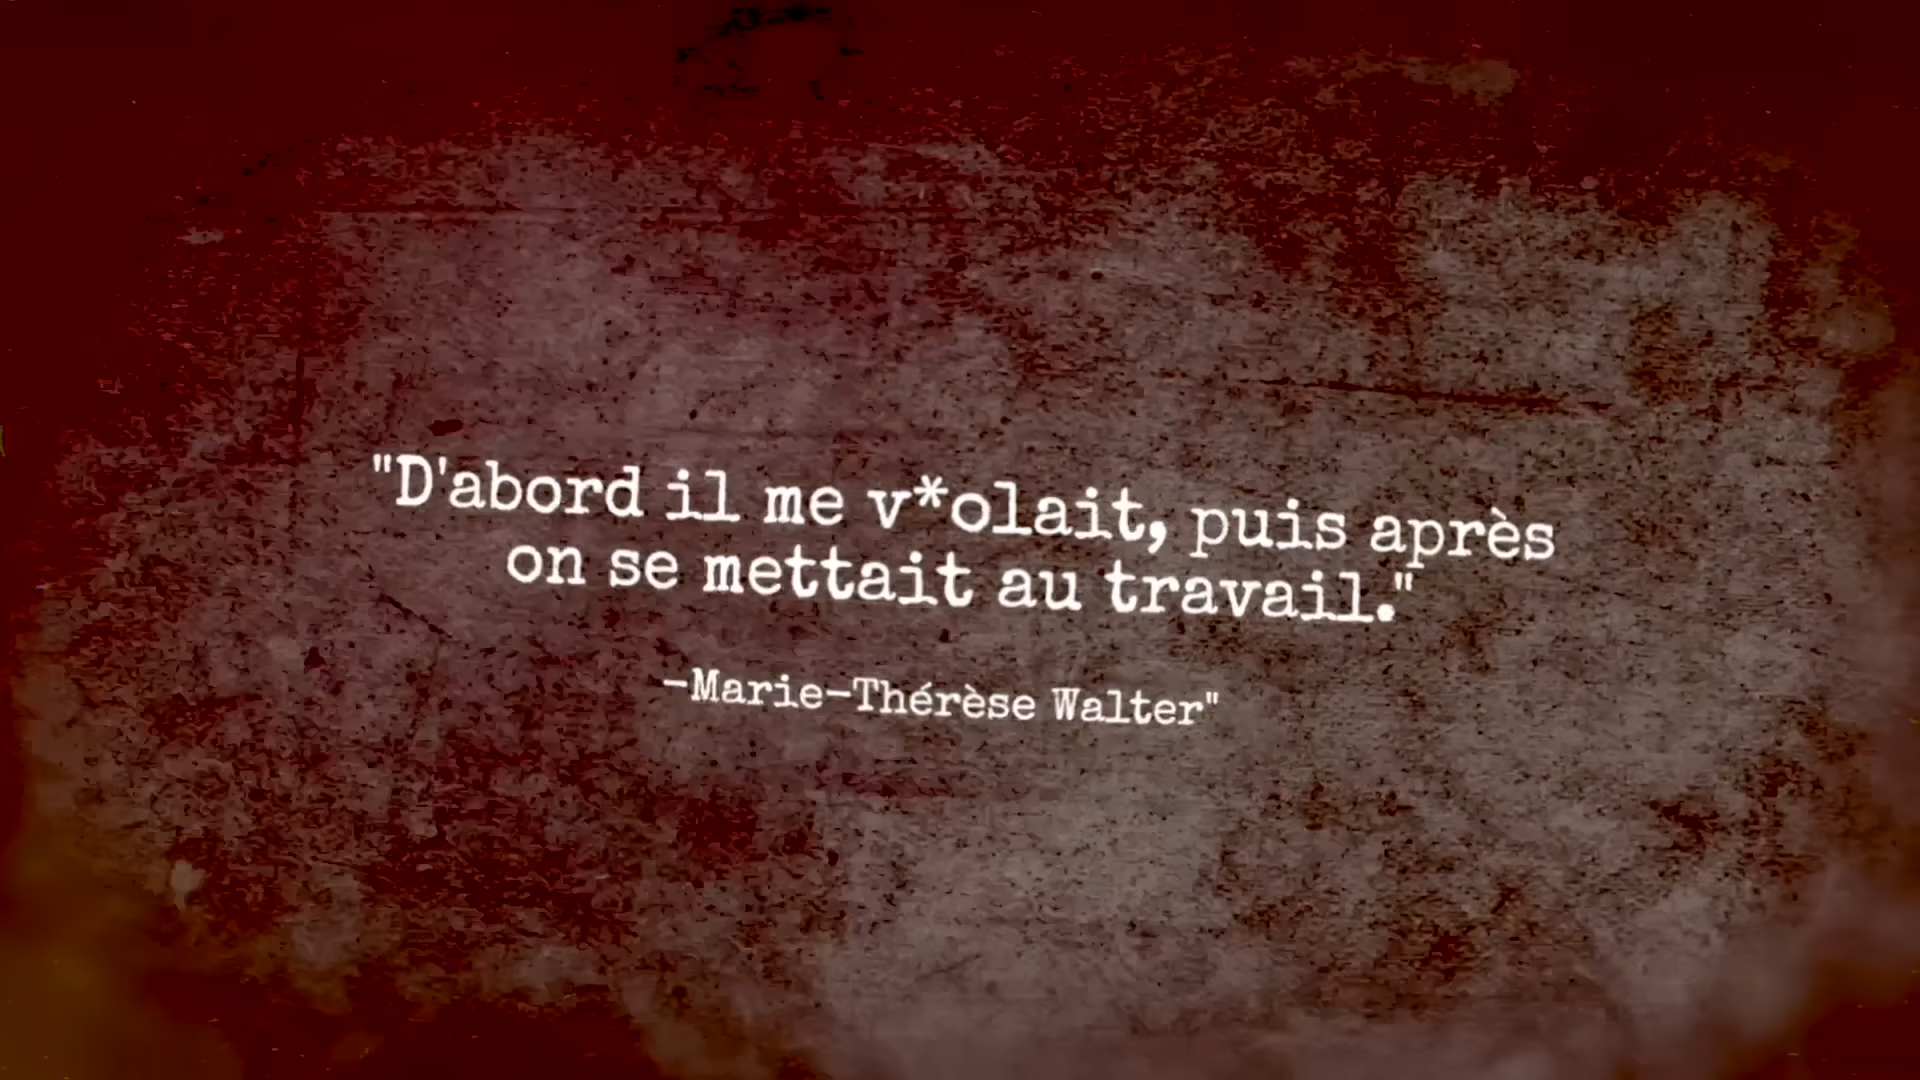 "D'abord il me v*olait, puis après
on se mettait au travail."
-Marie-Thérèse Walter"